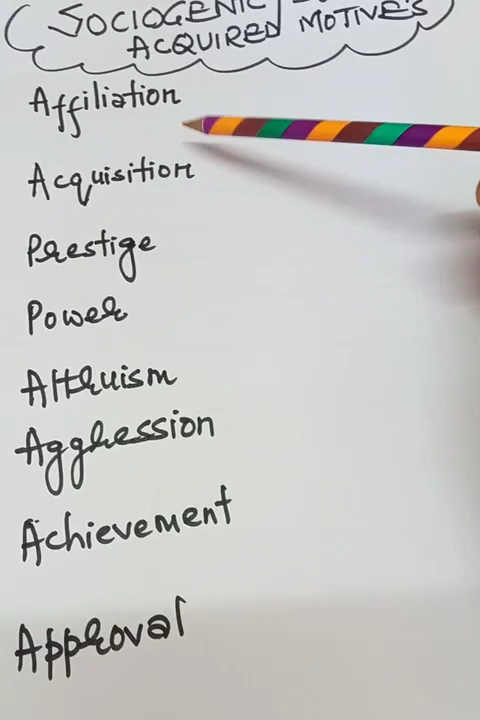 SOCIOGENIC /
ACQUIRED MOTIVES
Affiliation
Acquisition
Prestige
Power
Altruism
Aggression
Achievement
Approval